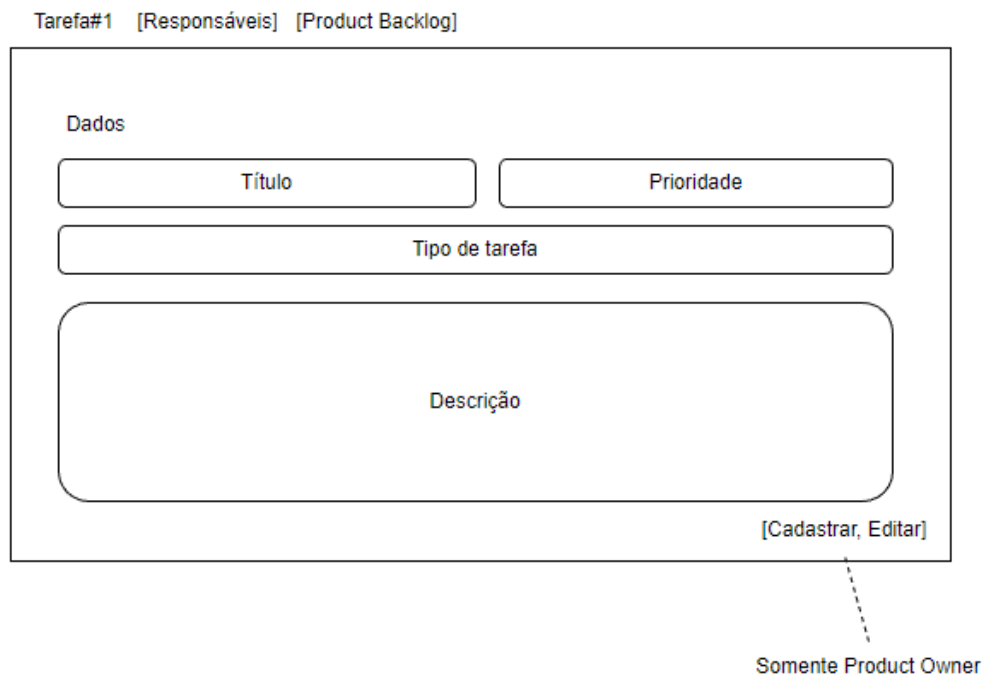 Tarefa#1 [Responsáveis] [Product Backlog]
Dados
Título Prioridade
Tipo de tarefa
Descrição
[Cadastrar, Editar]
Somente Product Owner